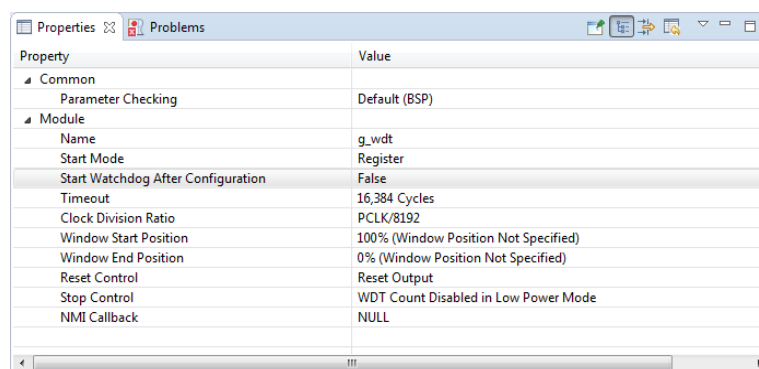 Properties Problems
Property Value
Common
Parameter Checking Default (BSP)
Module
Name g_wdt
Start Mode Register
Start Watchdog After Configuration False
Timeout 16,384 Cycles
Clock Division Ratio PCLK/8192
Window Start Position 100% (Window Position Not Specified)
Window End Position 0% (Window Position Not Specified)
Reset Control Reset Output
Stop Control WDT Count Disabled in Low Power Mode
NMI Callback NULL